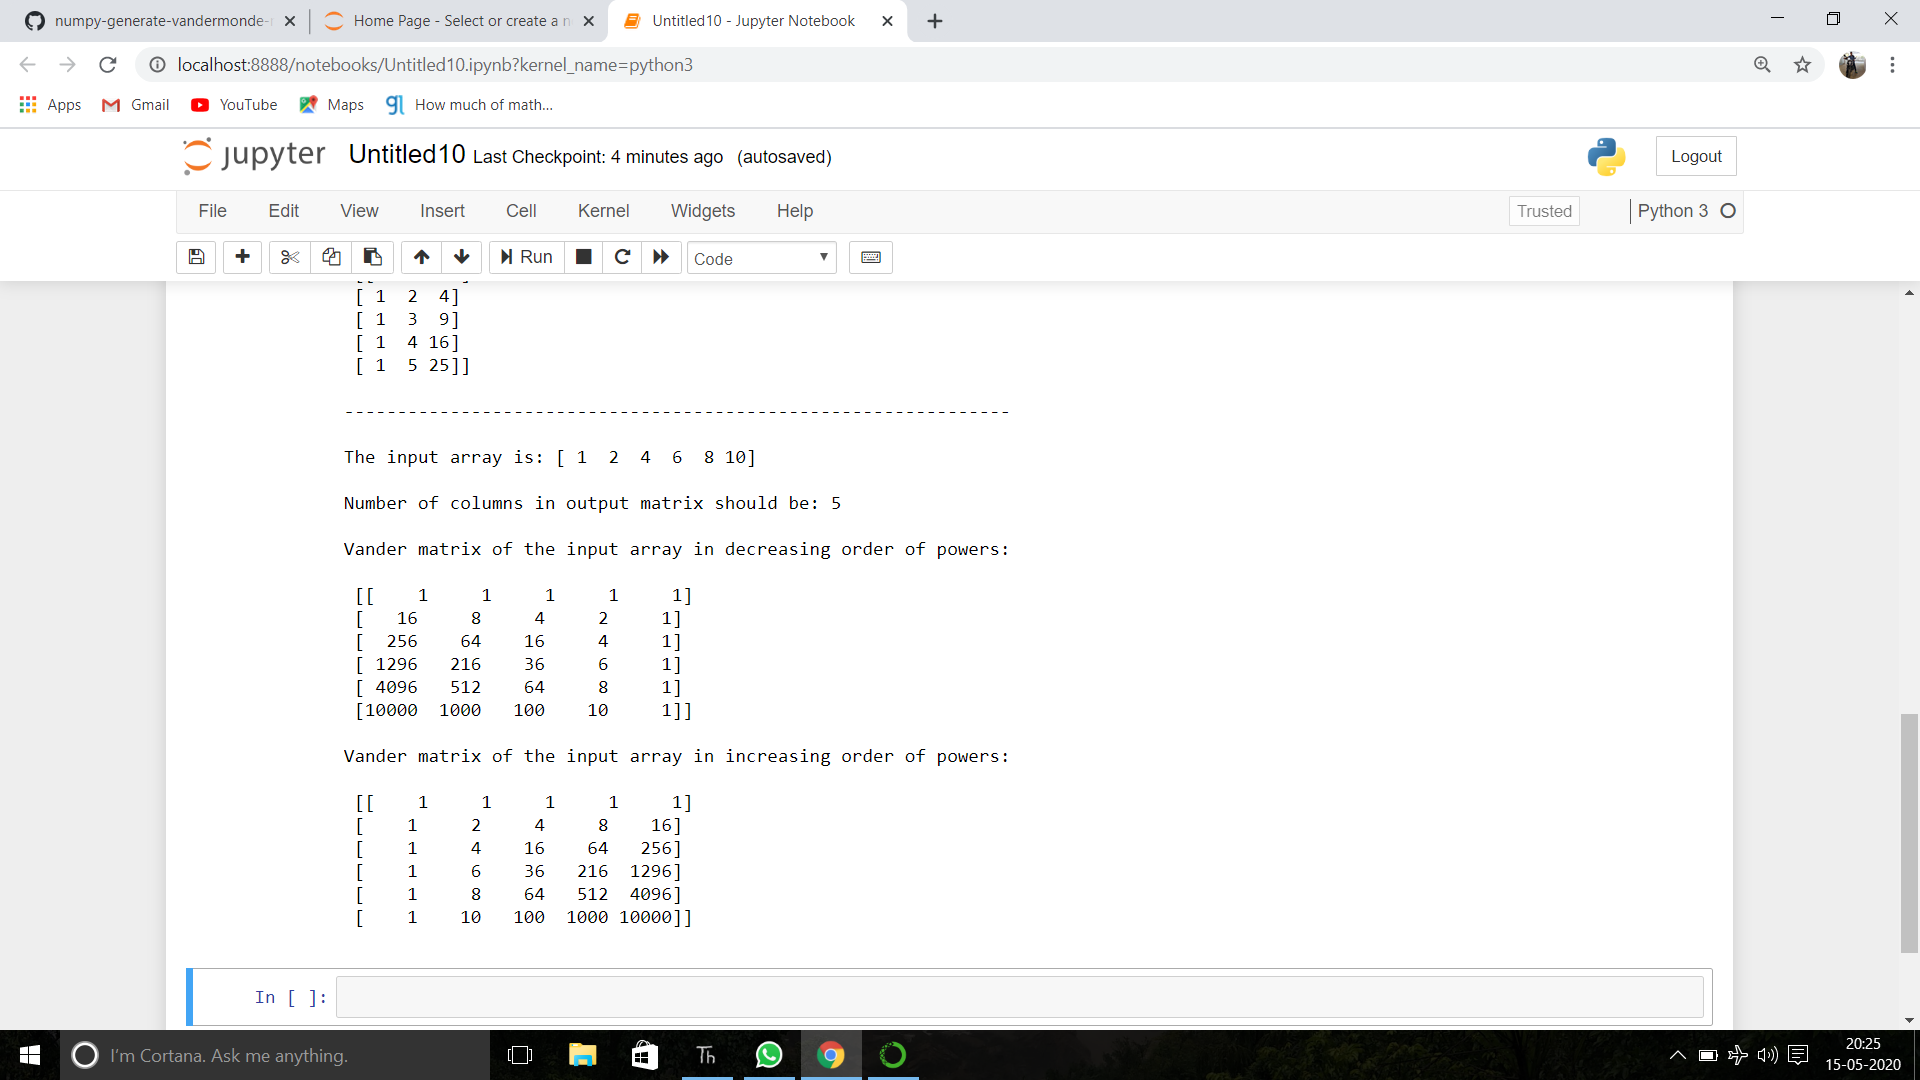 numpy-generate-vandermonde-
Home Page - Select or create a n
Untitled10 - Jupyter Notebook
localhost:8888/notebooks/Untitled10.ipynb?kernel_name=python3
Apps Gmail YouTube Maps How much of math...
jupyter Untitled10 Last Checkpoint: 4 minutes ago (autosaved) Logout
File Edit View Insert Cell Kernel Widgets Help Trusted Python 3
Run Code
[ 1  2  4]
[ 1  3  9]
[ 1  4 16]
[ 1  5 25]]
---------------------------------------------------------------
The input array is: [ 1  2  4  6  8 10]
Number of columns in output matrix should be: 5
Vander matrix of the input array in decreasing order of powers:
[[    1     1     1     1     1]
[   16     8     4     2     1]
[  256    64    16     4     1]
[ 1296   216    36     6     1]
[ 4096   512    64     8     1]
[10000  1000   100    10     1]]
Vander matrix of the input array in increasing order of powers:
[[    1     1     1     1     1]
[    1     2     4     8    16]
[    1     4    16    64   256]
[    1     6    36   216  1296]
[    1     8    64   512  4096]
[    1    10   100  1000 10000]]
In [ ]:
I'm Cortana. Ask me anything.
Th
20:25
15-05-2020